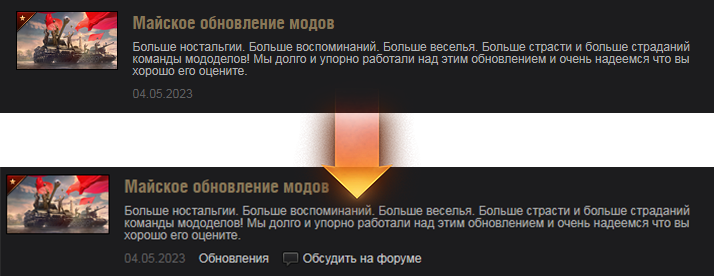 Майское обновление модов
Больше ностальгии. Больше воспоминаний. Больше веселья. Больше страсти и больше страданий
команды мододелов! Мы долго и упорно работали над этим обновлением и очень надеемся что вы
хорошо его оцените.
04.05.2023
Майское обновление модов
Больше ностальгии. Больше воспоминаний. Больше веселья. Больше страсти и больше страданий
команды мододелов! Мы долго и упорно работали над этим обновлением и очень надеемся что вы
хорошо его оцените.
04.05.2023 Обновления Обсудить на форуме